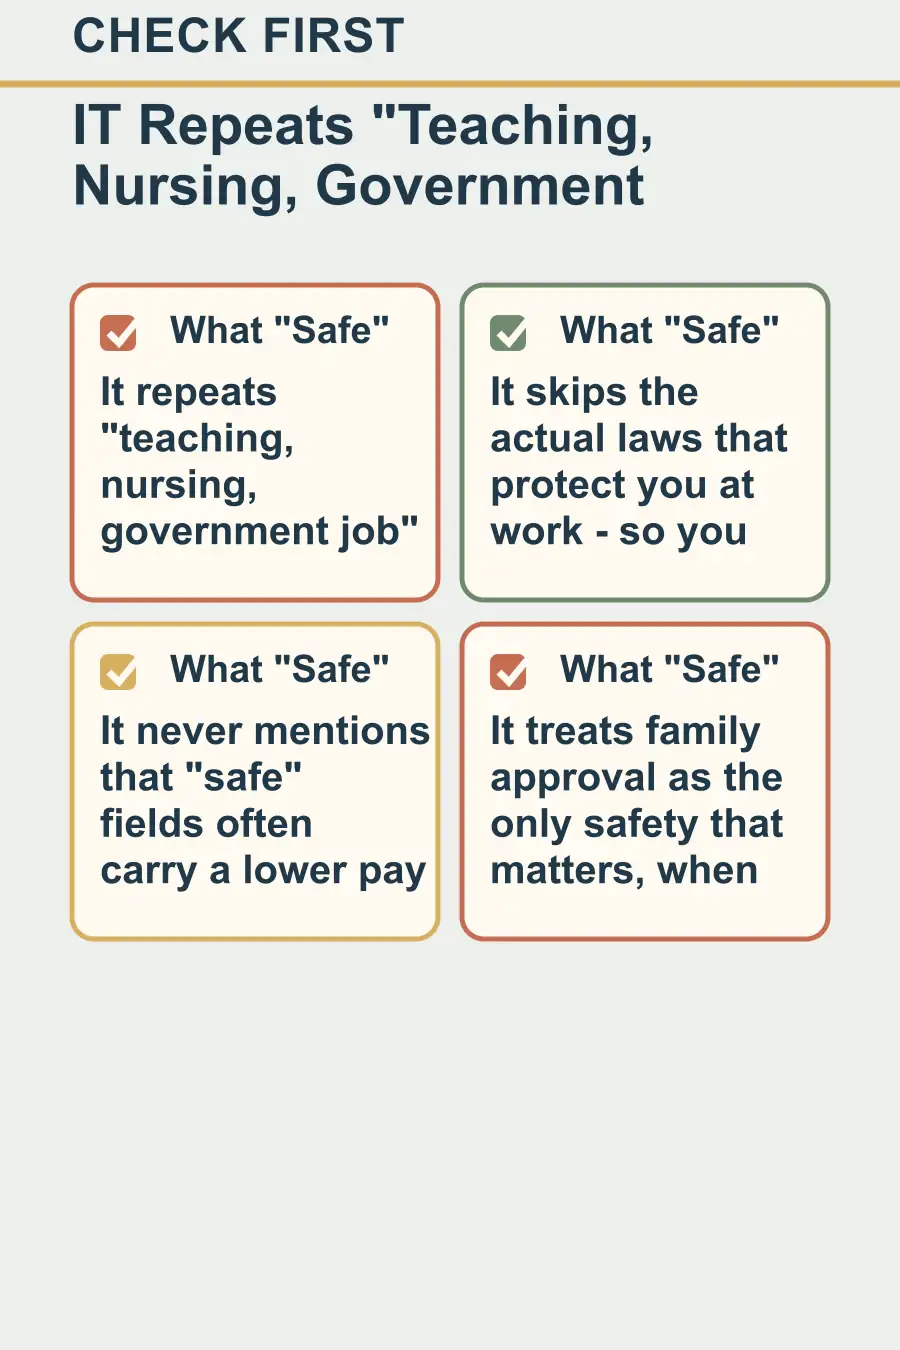 CHECK FIRST
IT Repeats "Teaching,
Nursing, Government
What "Safe"
It repeats
"teaching,
nursing,
government job"
What "Safe"
It skips the
actual laws that
protect you at
work - so you
What "Safe"
It never mentions
that "safe"
fields often
carry a lower pay
What "Safe"
It treats family
approval as the
only safety that
matters, when